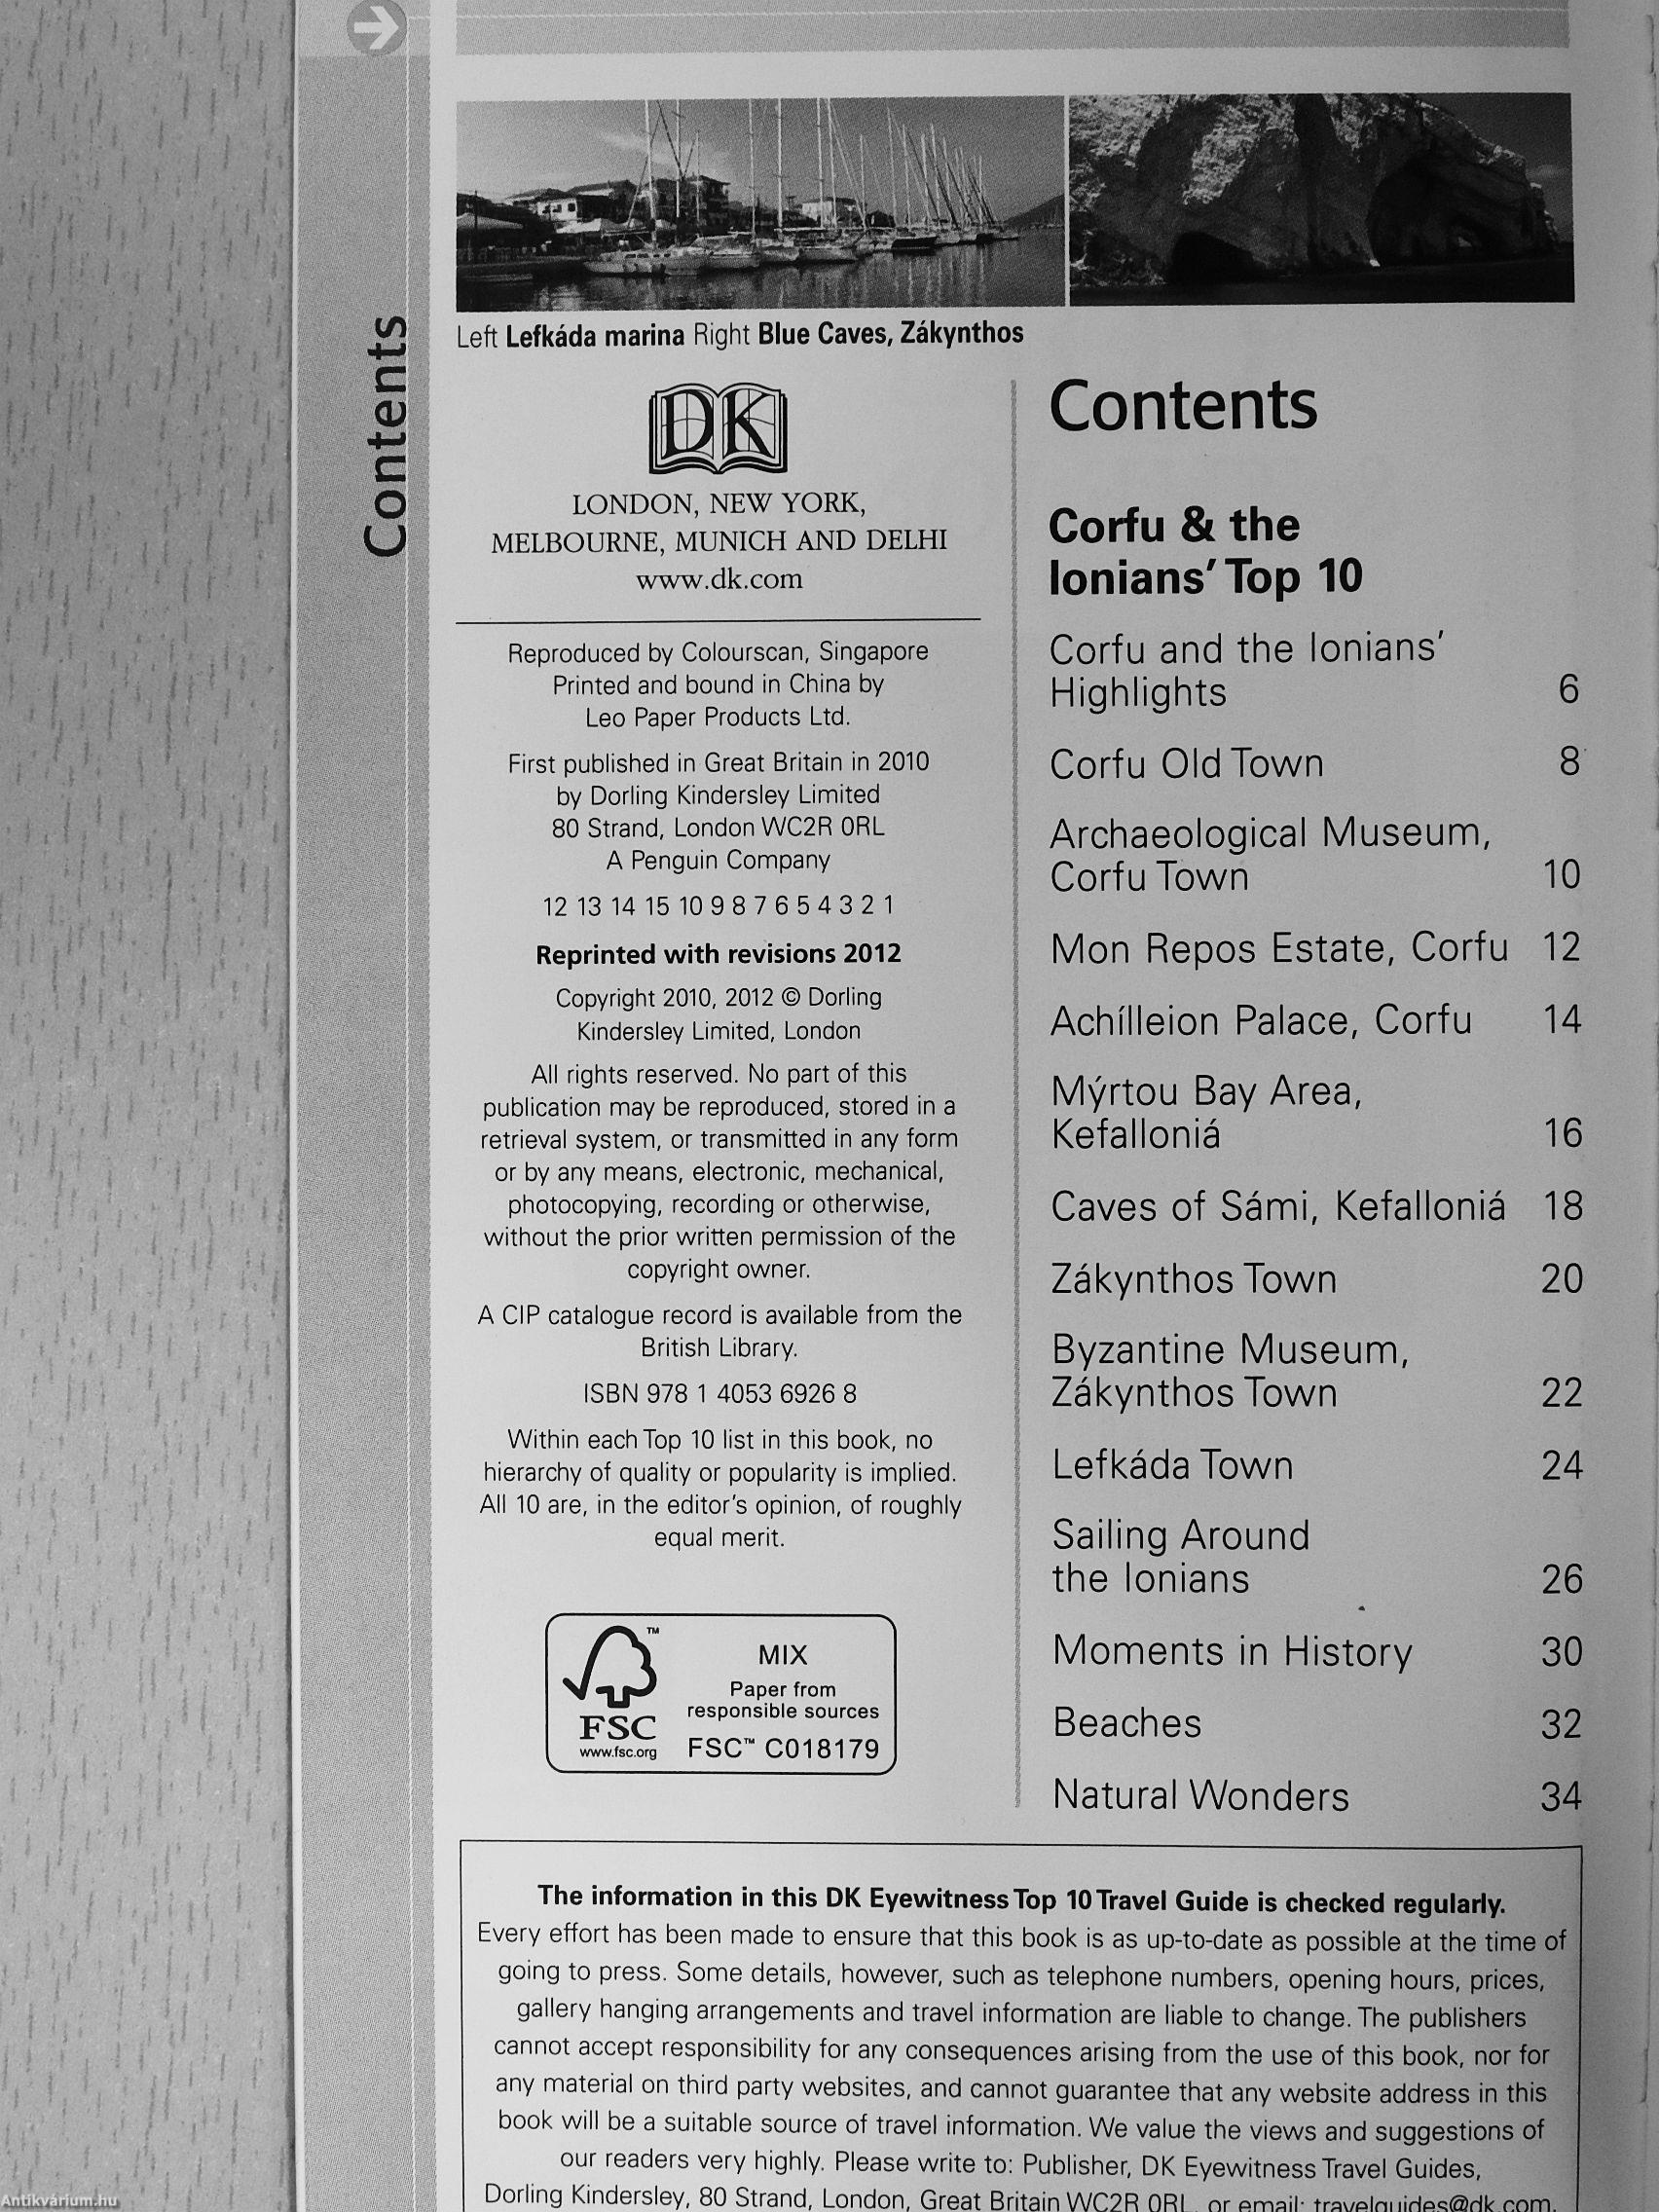 Contents
Left Lefkáda marina Right Blue Caves, Zákynthos
DK
LONDON, NEW YORK,
MELBOURNE, MUNICH AND DELHI
www.dk.com
Reproduced by Colourscan, Singapore
Printed and bound in China by
Leo Paper Products Ltd.
First published in Great Britain in 2010
by Dorling Kindersley Limited
80 Strand, London WC2R 0RL
A Penguin Company
12 13 14 15 10 9 8 7 6 5 4 3 2 1
Reprinted with revisions 2012
Copyright 2010, 2012 © Dorling
Kindersley Limited, London
All rights reserved. No part of this
publication may be reproduced, stored in a
retrieval system, or transmitted in any form
or by any means, electronic, mechanical,
photocopying, recording or otherwise,
without the prior written permission of the
copyright owner.
A CIP catalogue record is available from the
British Library.
ISBN 978 1 4053 6926 8
Within each Top 10 list in this book, no
hierarchy of quality or popularity is implied.
All 10 are, in the editor's opinion, of roughly
equal merit.
TM
FSC
www.fsc.org
MIX
Paper from
responsible sources
FSC™ C018179
Contents
Corfu & the
Ionians' Top 10
Corfu and the Ionians'
Highlights 6
Corfu Old Town 8
Archaeological Museum,
Corfu Town 10
Mon Repos Estate, Corfu 12
Achílleion Palace, Corfu 14
Mýrtou Bay Area,
Kefalloniá 16
Caves of Sámi, Kefalloniá 18
Zákynthos Town 20
Byzantine Museum,
Zákynthos Town 22
Lefkáda Town 24
Sailing Around
the Ionians 26
Moments in History 30
Beaches 32
Natural Wonders 34
The information in this DK Eyewitness Top 10 Travel Guide is checked regularly.
Every effort has been made to ensure that this book is as up-to-date as possible at the time of
going to press. Some details, however, such as telephone numbers, opening hours, prices,
gallery hanging arrangements and travel information are liable to change. The publishers
cannot accept responsibility for any consequences arising from the use of this book, nor for
any material on third party websites, and cannot guarantee that any website address in this
book will be a suitable source of travel information. We value the views and suggestions of
our readers very highly. Please write to: Publisher, DK Eyewitness Travel Guides,
Dorling Kindersley, 80 Strand, London, Great Britain WC2R 0RL, or email: travelguides@dk.com.
Antikvárium.hu